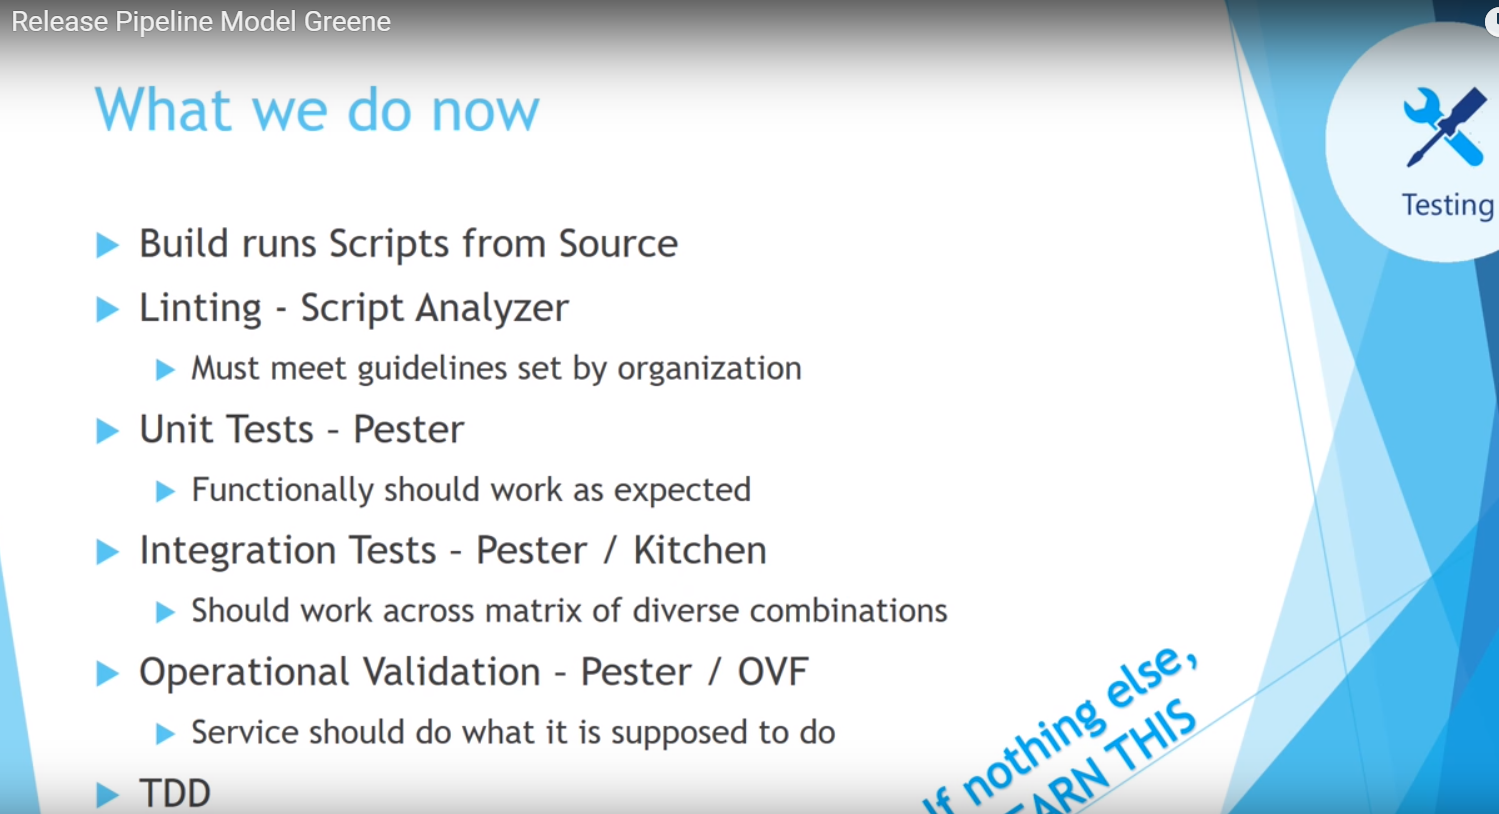 Release Pipeline Model Greene
What we do now
Testing
Build runs Scripts from Source
Linting - Script Analyzer
Must meet guidelines set by organization
Unit Tests - Pester
Functionally should work as expected
Integration Tests - Pester / Kitchen
Should work across matrix of diverse combinations
Operational Validation - Pester / OVF
Service should do what it is supposed to do
TDD
If nothing else,
EARN THIS